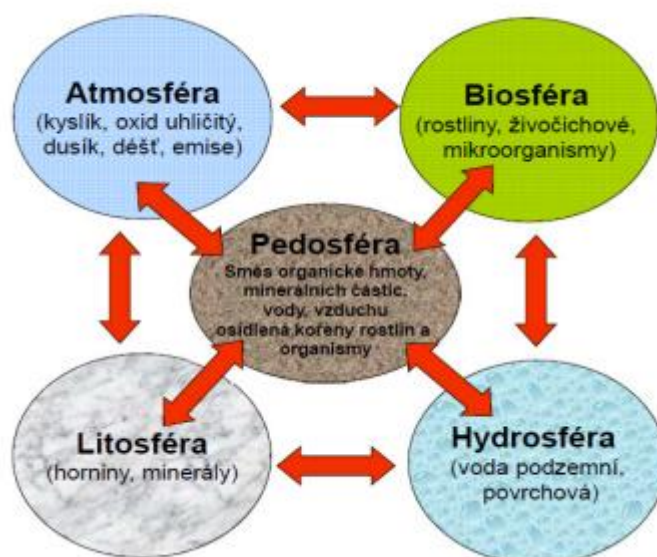 Atmosféra
(kyslík, oxid uhličitý,
dusík, déšť, emise)
Biosféra
(rostliny, živočichové,
mikroorganismy)
Pedosféra
Směs organické hmoty,
minerálních částic,
vody, vzduchu
osídlená kořeny rostlin a
organismy
Litosféra
(horniny, minerály)
Hydrosféra
(voda podzemní,
povrchová)